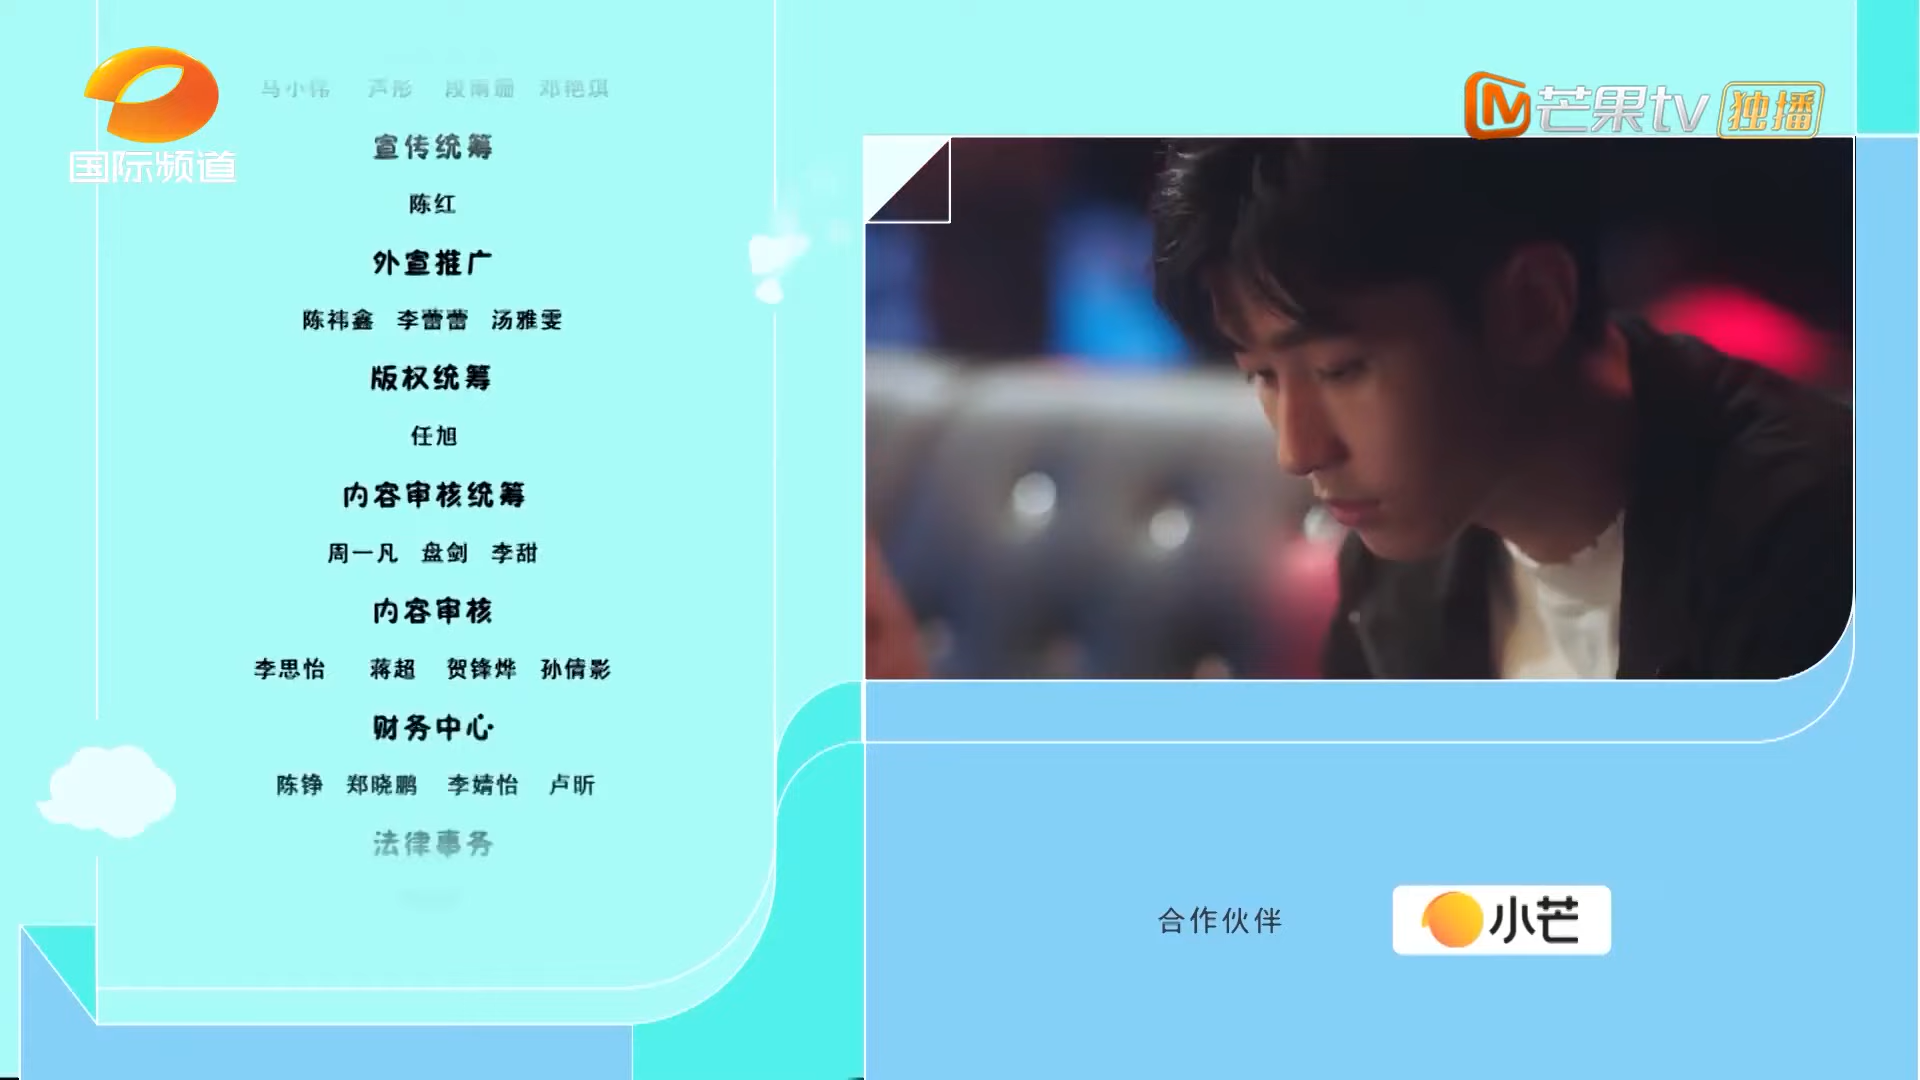 国际频道
马小伟 芦彤 段雨珊 邓艳琪
宣传统筹
陈红
外宣推广
陈祎鑫 李蕾蕾 汤雅雯
版权统筹
任旭
内容审核统筹
周一凡 盘剑 李甜
内容审核
李思怡 蒋超 贺锋烨 孙倩影
财务中心
陈铮 郑晓鹏 李婧怡 卢昕
法律事务
芒果tv 独播
合作伙伴
小芒